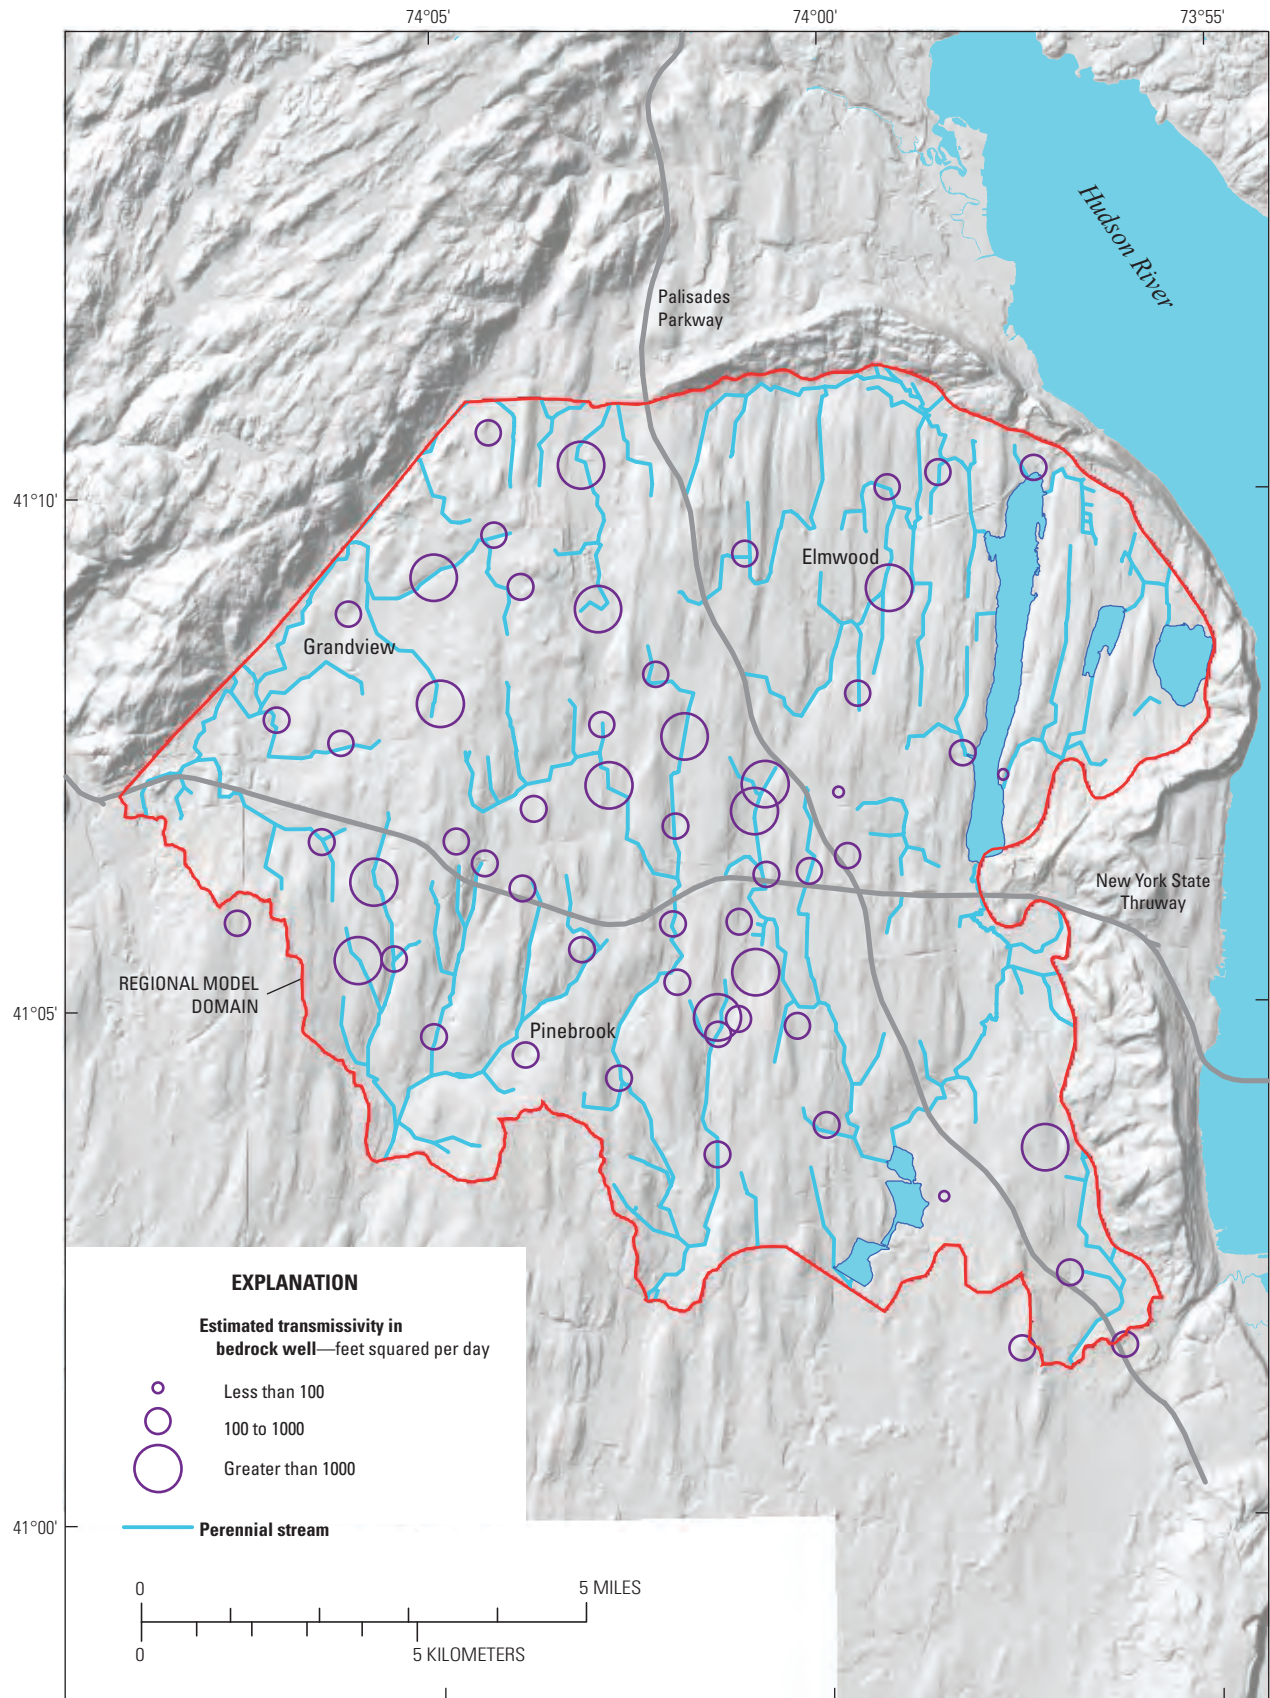 74°05'
74°00'
73°55'
Hudson River
Palisades
Parkway
41°10'
Elmwood
Grandview
New York State
Thruway
REGIONAL MODEL
DOMAIN
41°05'
Pinebrook
EXPLANATION
Estimated transmissivity in
bedrock well—feet squared per day
Less than 100
100 to 1000
Greater than 1000
Perennial stream
41°00'
0
5 MILES
0
5 KILOMETERS